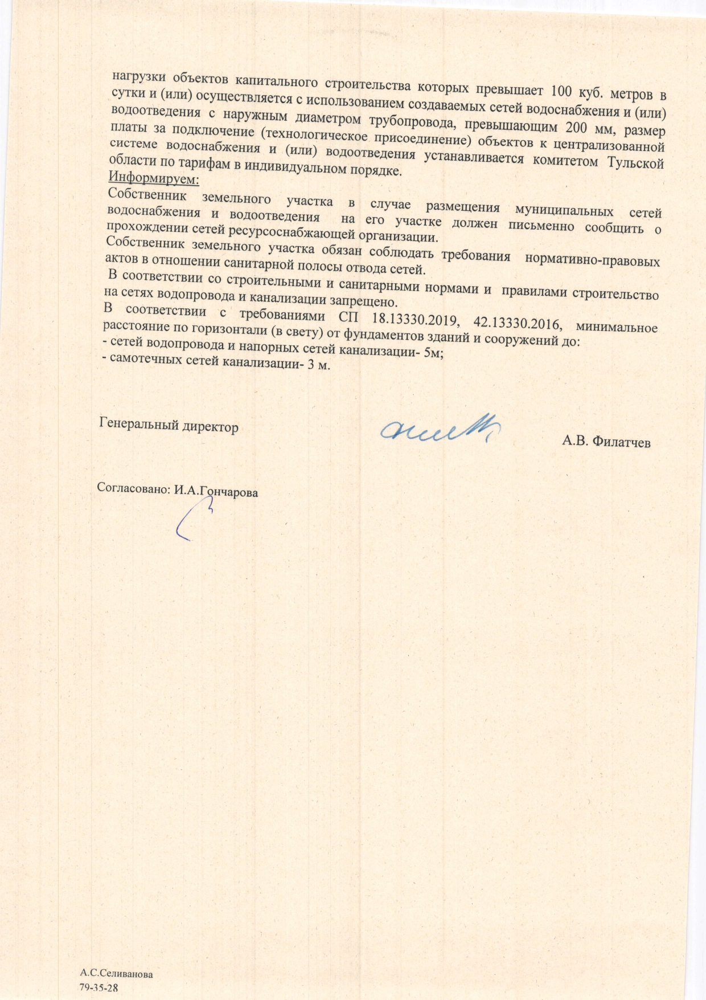 нагрузки объектов капитального строительства которых превышает 100 куб. метров в
сутки и (или) осуществляется с использованием создаваемых сетей водоснабжения и (или)
водоотведения с наружным диаметром трубопровода, превышающим 200 мм, размер
платы за подключение (технологическое присоединение) объектов к централизованной
системе водоснабжения и (или) водоотведения устанавливается комитетом Тульской
области по тарифам в индивидуальном порядке.
Информируем:
Собственник земельного участка в случае размещения муниципальных сетей
водоснабжения и водоотведения на его участке должен письменно сообщить о
прохождении сетей ресурсоснабжающей организации.
Собственник земельного участка обязан соблюдать требования нормативно-правовых
актов в отношении санитарной полосы отвода сетей.
В соответствии со строительными и санитарными нормами и правилами строительство
на сетях водопровода и канализации запрещено.
В соответствии с требованиями СП 18.13330.2019, 42.13330.2016, минимальное
расстояние по горизонтали (в свету) от фундаментов зданий и сооружений до:
- сетей водопровода и напорных сетей канализации- 5м;
- самотечных сетей канализации- 3 м.
Генеральный директор
А.В. Филатчев
Согласовано: И.А.Гончарова
А.С.Селиванова
79-35-28